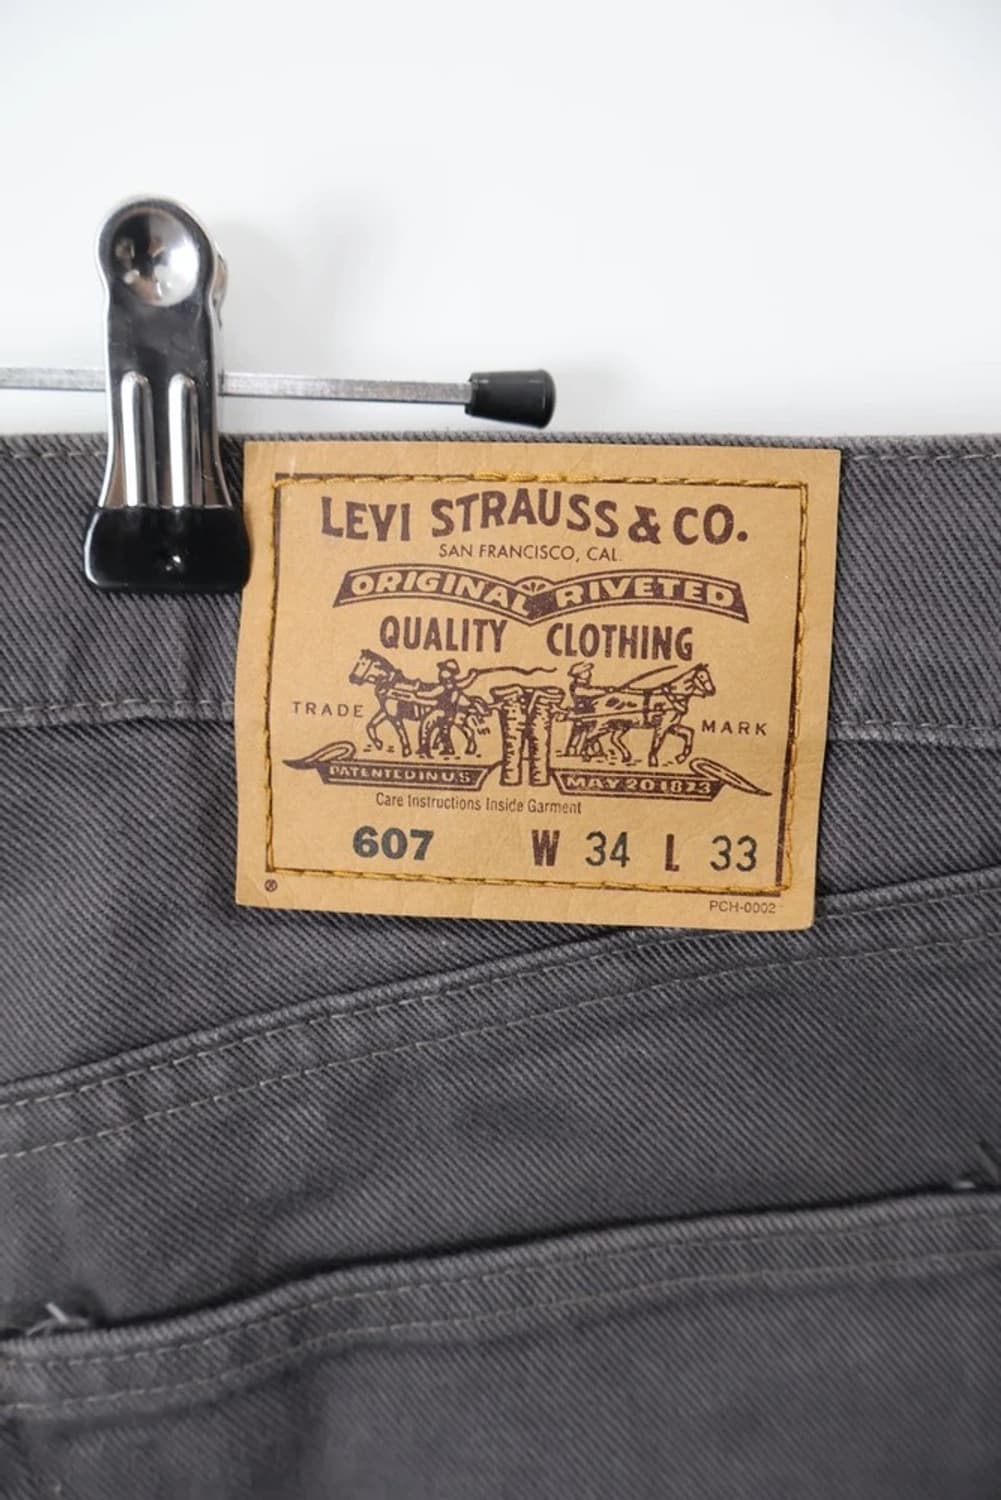 LEVI STRAUSS & CO.
SAN FRANCISCO, CAL.
ORIGINAL RIVETED
QUALITY CLOTHING
TRADE MARK
PATENTED IN U.S. MAY 20 1873
Care Instructions Inside Garment
607 W 34 L 33
® PCH-0002